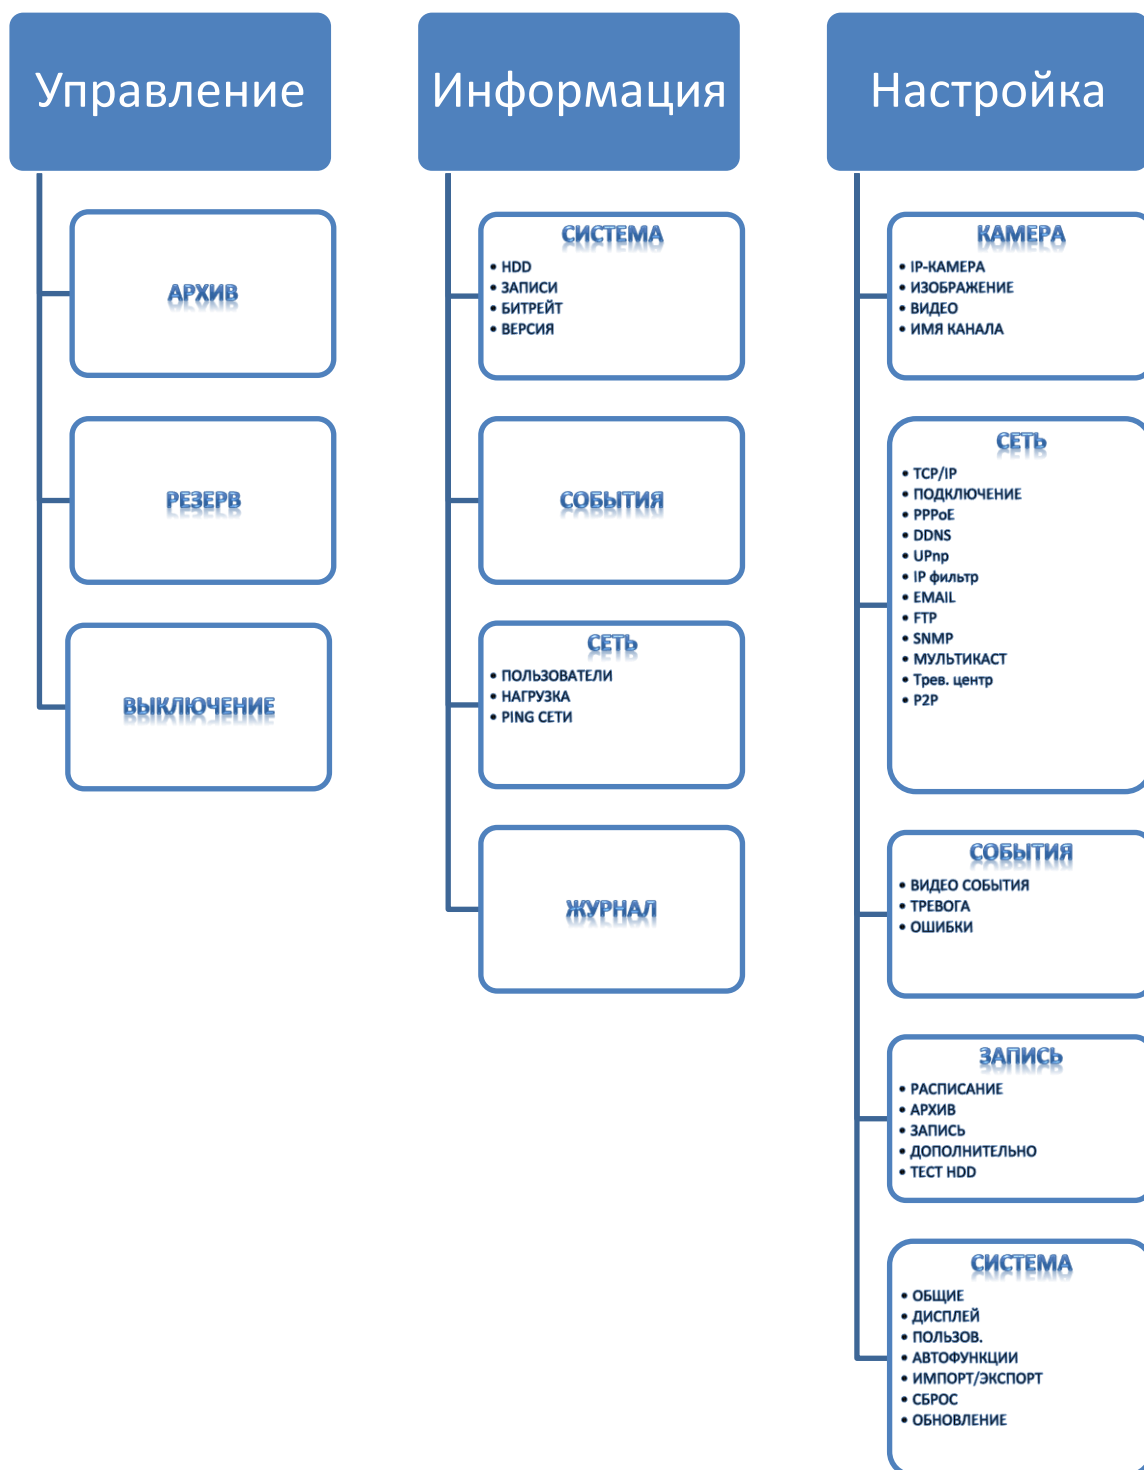 Управление
АРХИВ
РЕЗЕРВ
ВЫКЛЮЧЕНИЕ
Информация
СИСТЕМА
• HDD
• ЗАПИСИ
• БИТРЕЙТ
• ВЕРСИЯ
СОБЫТИЯ
СЕТЬ
• ПОЛЬЗОВАТЕЛИ
• НАГРУЗКА
• PING СЕТИ
ЖУРНАЛ
Настройка
КАМЕРА
• IP-КАМЕРА
• ИЗОБРАЖЕНИЕ
• ВИДЕО
• ИМЯ КАНАЛА
СЕТЬ
• TCP/IP
• ПОДКЛЮЧЕНИЕ
• PPPoE
• DDNS
• UPnp
• IP фильтр
• EMAIL
• FTP
• SNMP
• МУЛЬТИКАСТ
• Трев. центр
• P2P
СОБЫТИЯ
• ВИДЕО СОБЫТИЯ
• ТРЕВОГА
• ОШИБКИ
ЗАПИСЬ
• РАСПИСАНИЕ
• АРХИВ
• ЗАПИСЬ
• ДОПОЛНИТЕЛЬНО
• ТЕСТ HDD
СИСТЕМА
• ОБЩИЕ
• ДИСПЛЕЙ
• ПОЛЬЗОВ.
• АВТОФУНКЦИИ
• ИМПОРТ/ЭКСПОРТ
• СБРОС
• ОБНОВЛЕНИЕ